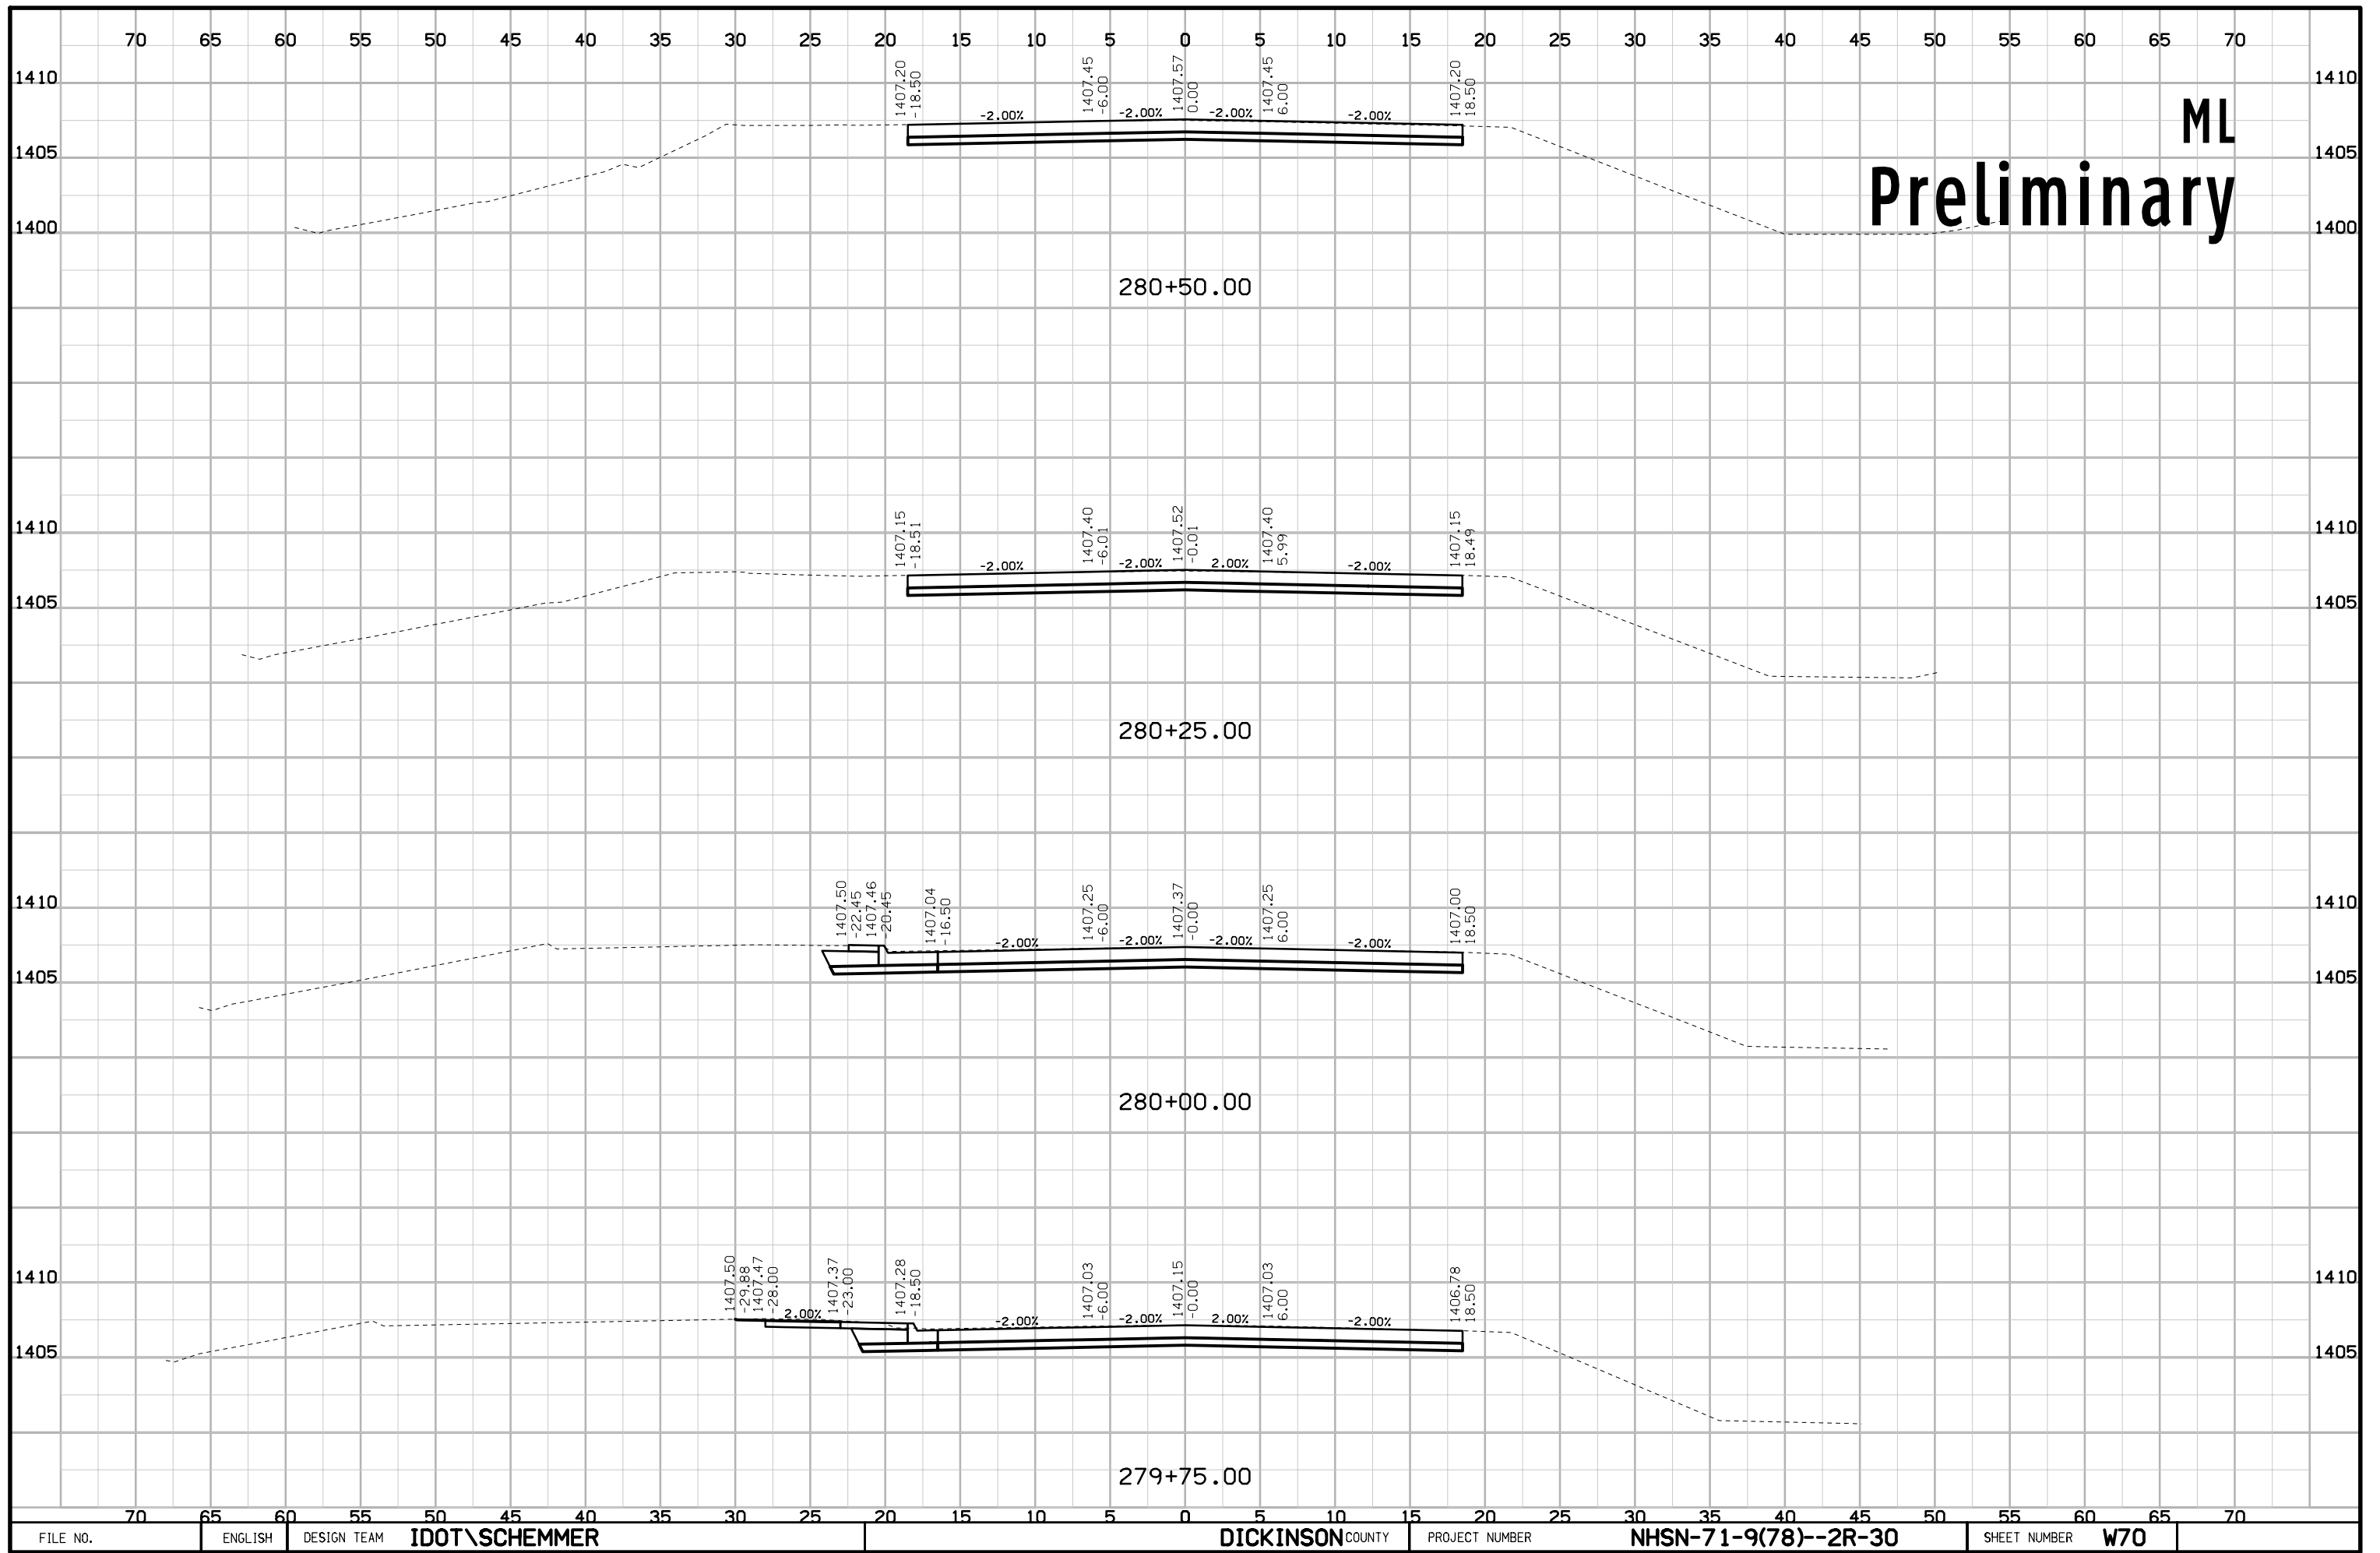 70 65 60 55 50 45 40 35 30 25 20 15 10 5 0 5 10 15 20 25 30 35 40 45 50 55 60 65 70
1407.20 -18.50 1407.45 -6.00 1407.57 0.00 1407.45 6.00 1407.20 18.50
1410 1410
-2.00% -2.00% -2.00% -2.00%
ML
1405 1405
Preliminary
1400 1400
280+50.00
1407.15 -18.51 1407.40 -6.01 1407.52 -0.01 1407.40 5.99 1407.15 18.49
1410 1410
-2.00% -2.00% 2.00% -2.00%
1405 1405
280+25.00
1407.50 -22.45 1407.46 -20.45 1407.04 -16.50 1407.25 -6.00 1407.37 -0.00 1407.25 6.00 1407.00 18.50
1410 1410
-2.00% -2.00% -2.00% -2.00%
1405 1405
280+00.00
1407.50 -29.88 1407.47 -28.00 1407.37 -23.00 1407.28 -18.50 1407.03 -6.00 1407.15 -0.00 1407.03 6.00 1406.78 18.50
1410 1410
2.00% -2.00% -2.00% 2.00% -2.00%
1405 1405
279+75.00
70 65 60 55 50 45 40 35 30 25 20 15 10 5 0 5 10 15 20 25 30 35 40 45 50 55 60 65 70
FILE NO. ENGLISH DESIGN TEAM IDOT\SCHEMMER DICKINSON COUNTY PROJECT NUMBER NHSN-71-9(78)--2R-30 SHEET NUMBER W70